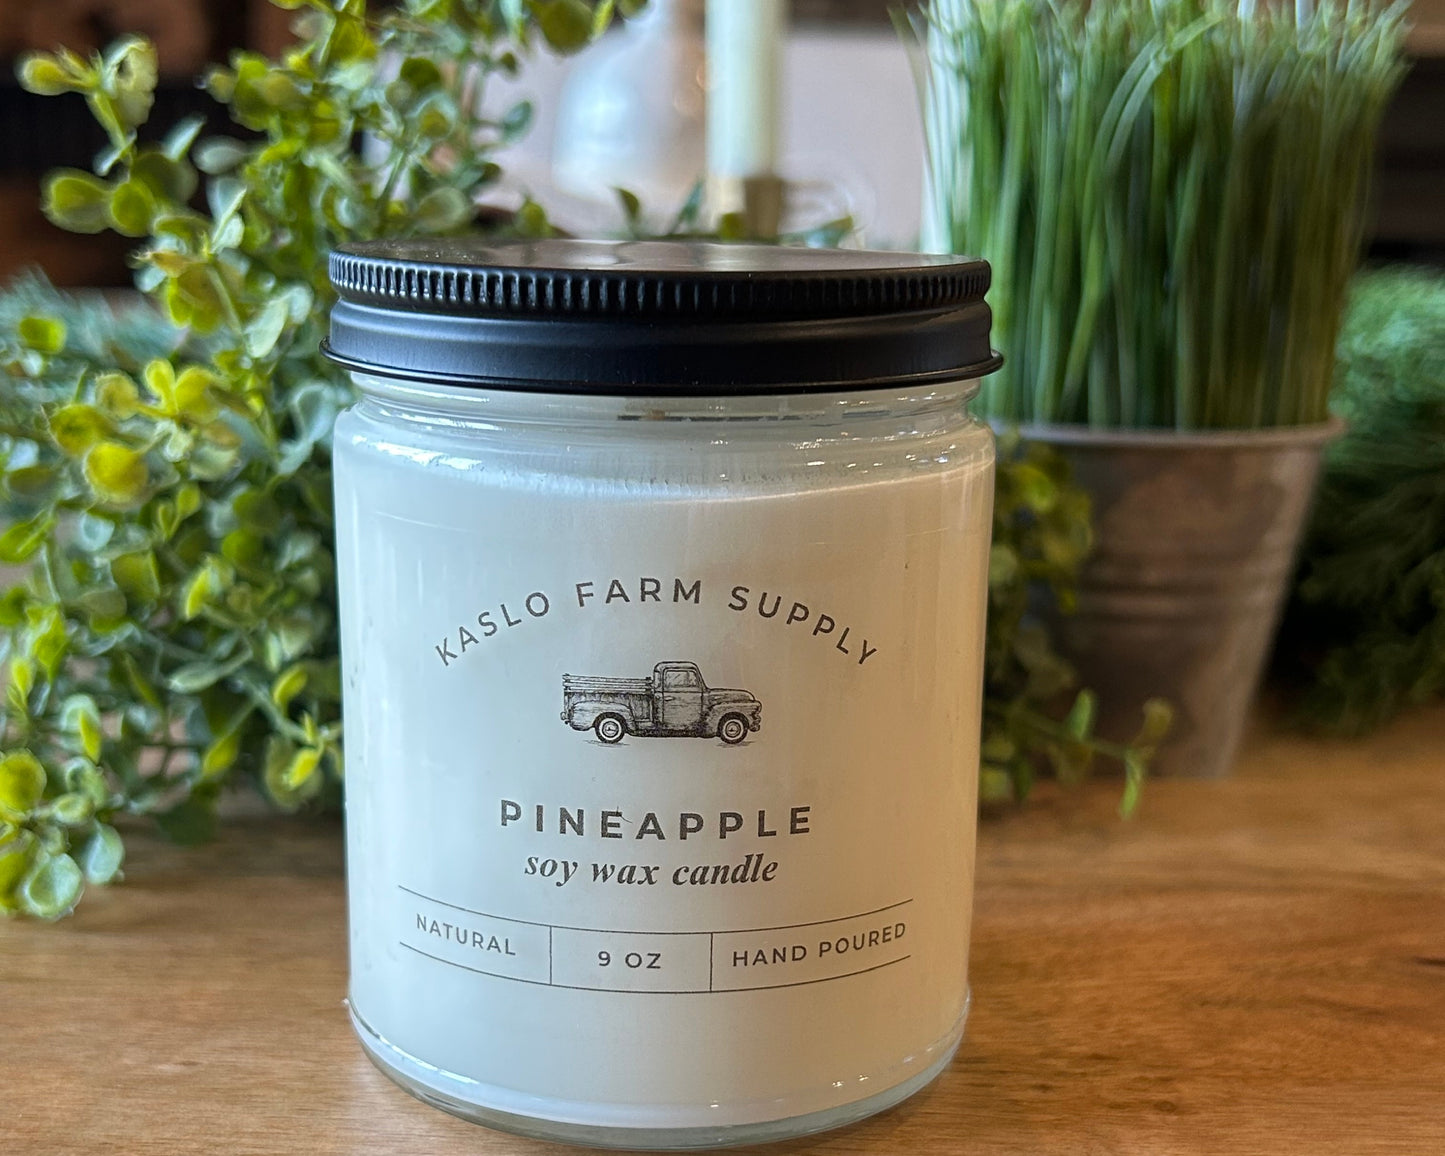 KASLO FARM SUPPLY
PINEAPPLE
soy wax candle
NATURAL
9 OZ
HAND POURED